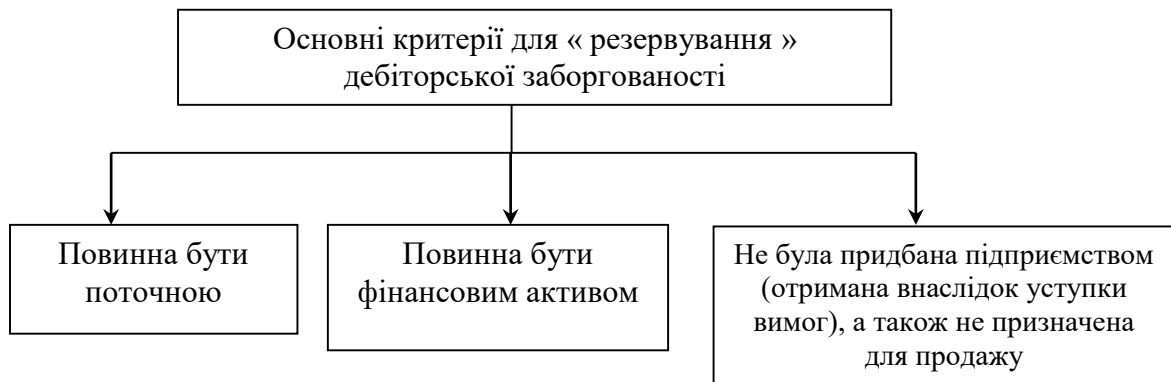 Основні критерії для « резервування »
дебіторської заборгованості
Повинна бути
поточною
Повинна бути
фінансовим активом
Не була придбана підприємством
(отримана внаслідок уступки
вимог), а також не призначена
для продажу